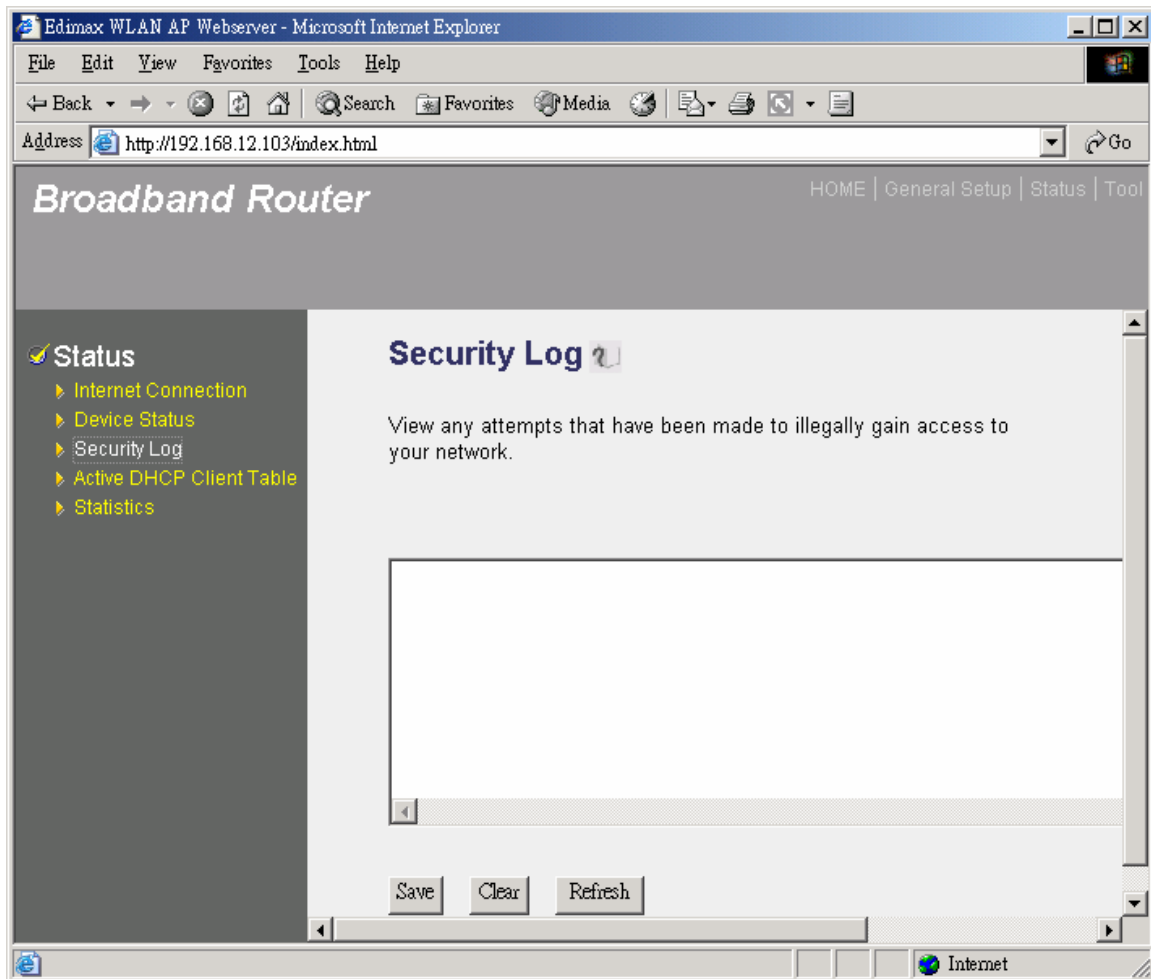 Edimax WLAN AP Webserver - Microsoft Internet Explorer
File Edit View Favorites Tools Help
Back Search Favorites Media
Address http://192.168.12.103/index.html Go
Broadband Router
HOME | General Setup | Status | Tool
Status
Internet Connection
Device Status
Security Log
Active DHCP Client Table
Statistics
Security Log
View any attempts that have been made to illegally gain access to
your network.
Save Clear Refresh
Internet